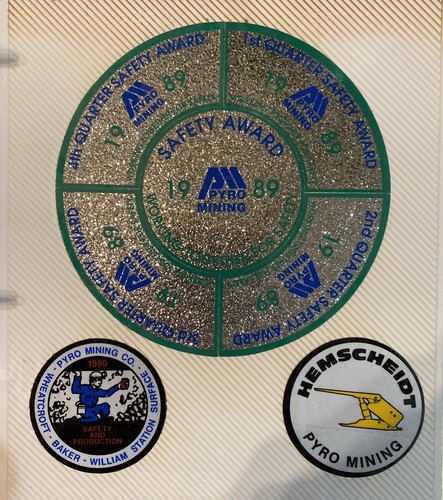 4th QUARTER SAFETY AWARD
19 89
PYRO
MINING
1st QUARTER SAFETY AWARD
19 89
PYRO
MINING
SAFETY AWARD
19 89
PYRO
MINING
3rd QUARTER SAFETY AWARD
19 89
PYRO
MINING
2nd QUARTER SAFETY AWARD
19 89
PYRO
MINING
PYRO MINING CO.
1990
SAFETY
AND
PRODUCTION
WHEATCROFT - BAKER - WILLIAM STATION SURFACE
HEMSCHEIDT
PYRO MINING